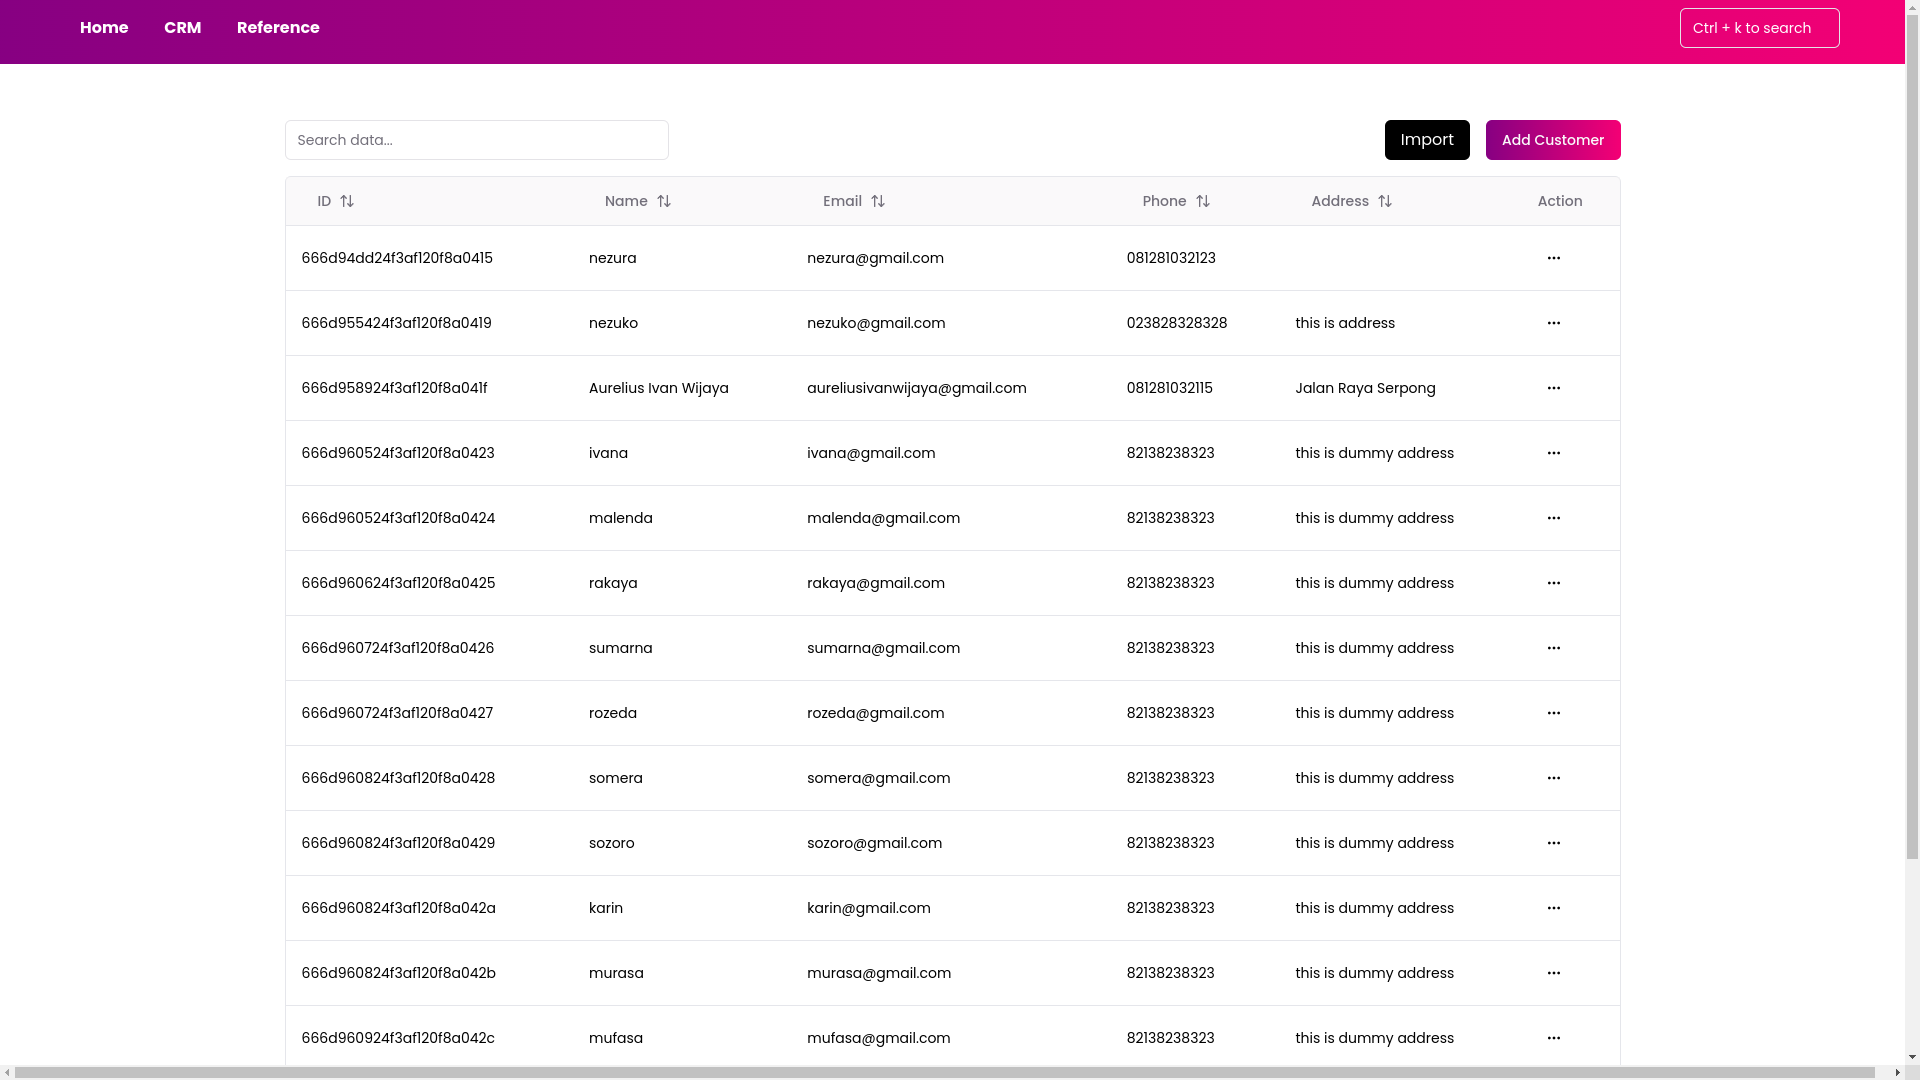 Home CRM Reference Ctrl + k to search
Search data... Import Add Customer
ID Name Email Phone Address Action
666d94dd24f3af120f8a0415 nezura nezura@gmail.com 081281032123
666d955424f3af120f8a0419 nezuko nezuko@gmail.com 023828328328 this is address
666d958924f3af120f8a041f Aurelius Ivan Wijaya aureliusivanwijaya@gmail.com 081281032115 Jalan Raya Serpong
666d960524f3af120f8a0423 ivana ivana@gmail.com 82138238323 this is dummy address
666d960524f3af120f8a0424 malenda malenda@gmail.com 82138238323 this is dummy address
666d960624f3af120f8a0425 rakaya rakaya@gmail.com 82138238323 this is dummy address
666d960724f3af120f8a0426 sumarna sumarna@gmail.com 82138238323 this is dummy address
666d960724f3af120f8a0427 rozeda rozeda@gmail.com 82138238323 this is dummy address
666d960824f3af120f8a0428 somera somera@gmail.com 82138238323 this is dummy address
666d960824f3af120f8a0429 sozoro sozoro@gmail.com 82138238323 this is dummy address
666d960824f3af120f8a042a karin karin@gmail.com 82138238323 this is dummy address
666d960824f3af120f8a042b murasa murasa@gmail.com 82138238323 this is dummy address
666d960924f3af120f8a042c mufasa mufasa@gmail.com 82138238323 this is dummy address